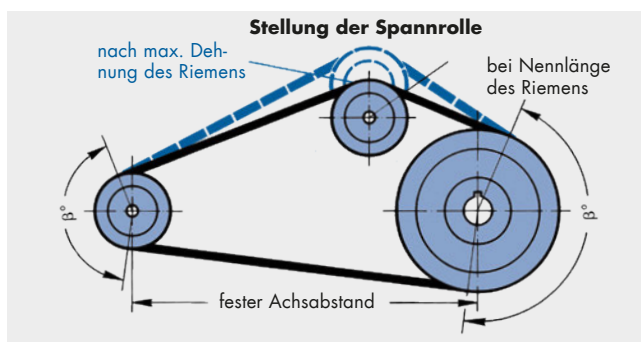 Stellung der Spannrolle
nach max. Deh-
nung des Riemens
bei Nennlänge
des Riemens
β°
β°
fester Achsabstand